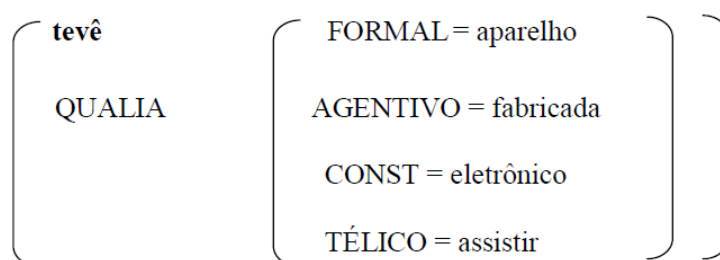 tevê FORMAL = aparelho
QUALIA AGENTIVO = fabricada
CONST = eletrônico
TÉLICO = assistir